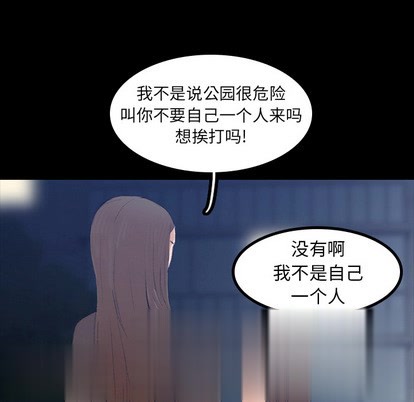 我不是说公园很危险
叫你不要自己一个人来吗
想挨打吗!
没有啊
我不是自己
一个人